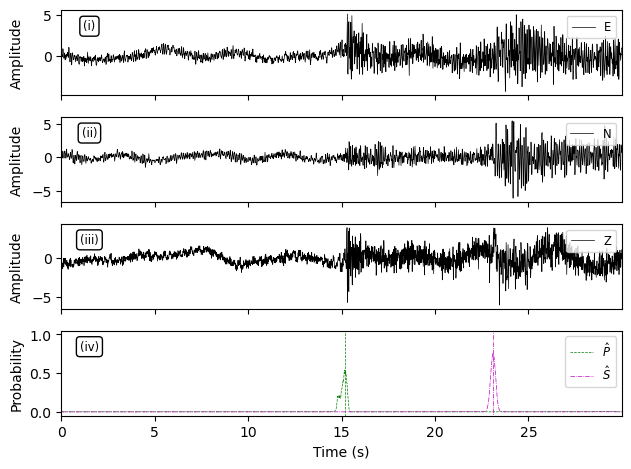 5
0
Amplitude
(i)
E
5
0
−5
Amplitude
(ii)
N
0
−5
Amplitude
(iii)
Z
1.0
0.5
0.0
Probability
(iv)
P̂
Ŝ
0 5 10 15 20 25
Time (s)